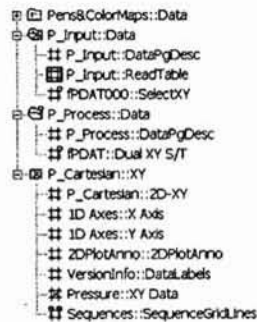 Pens&ColorMaps::Data
P_Input::Data
P_Input::DataPgDesc
P_Input::ReadTable
fPDAT000::SelectXY
P_Process::Data
P_Process::DataPgDesc
fPDAT::Dual XY S/T
P_Cartesian::XY
P_Cartesian::2D-XY
1D Axes::X Axis
1D Axes::Y Axis
2DPlotAnno::2DPlotAnno
VersionInfo::DataLabels
Pressure::XY Data
Sequences::SequenceGridLines